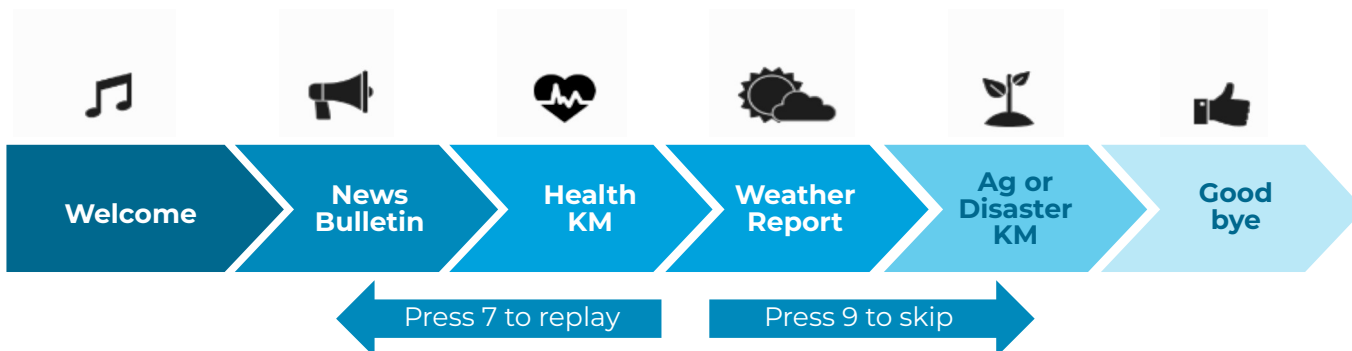 Welcome
News
Bulletin
Health
KM
Weather
Report
Ag or
Disaster
KM
Good
bye
Press 7 to replay
Press 9 to skip